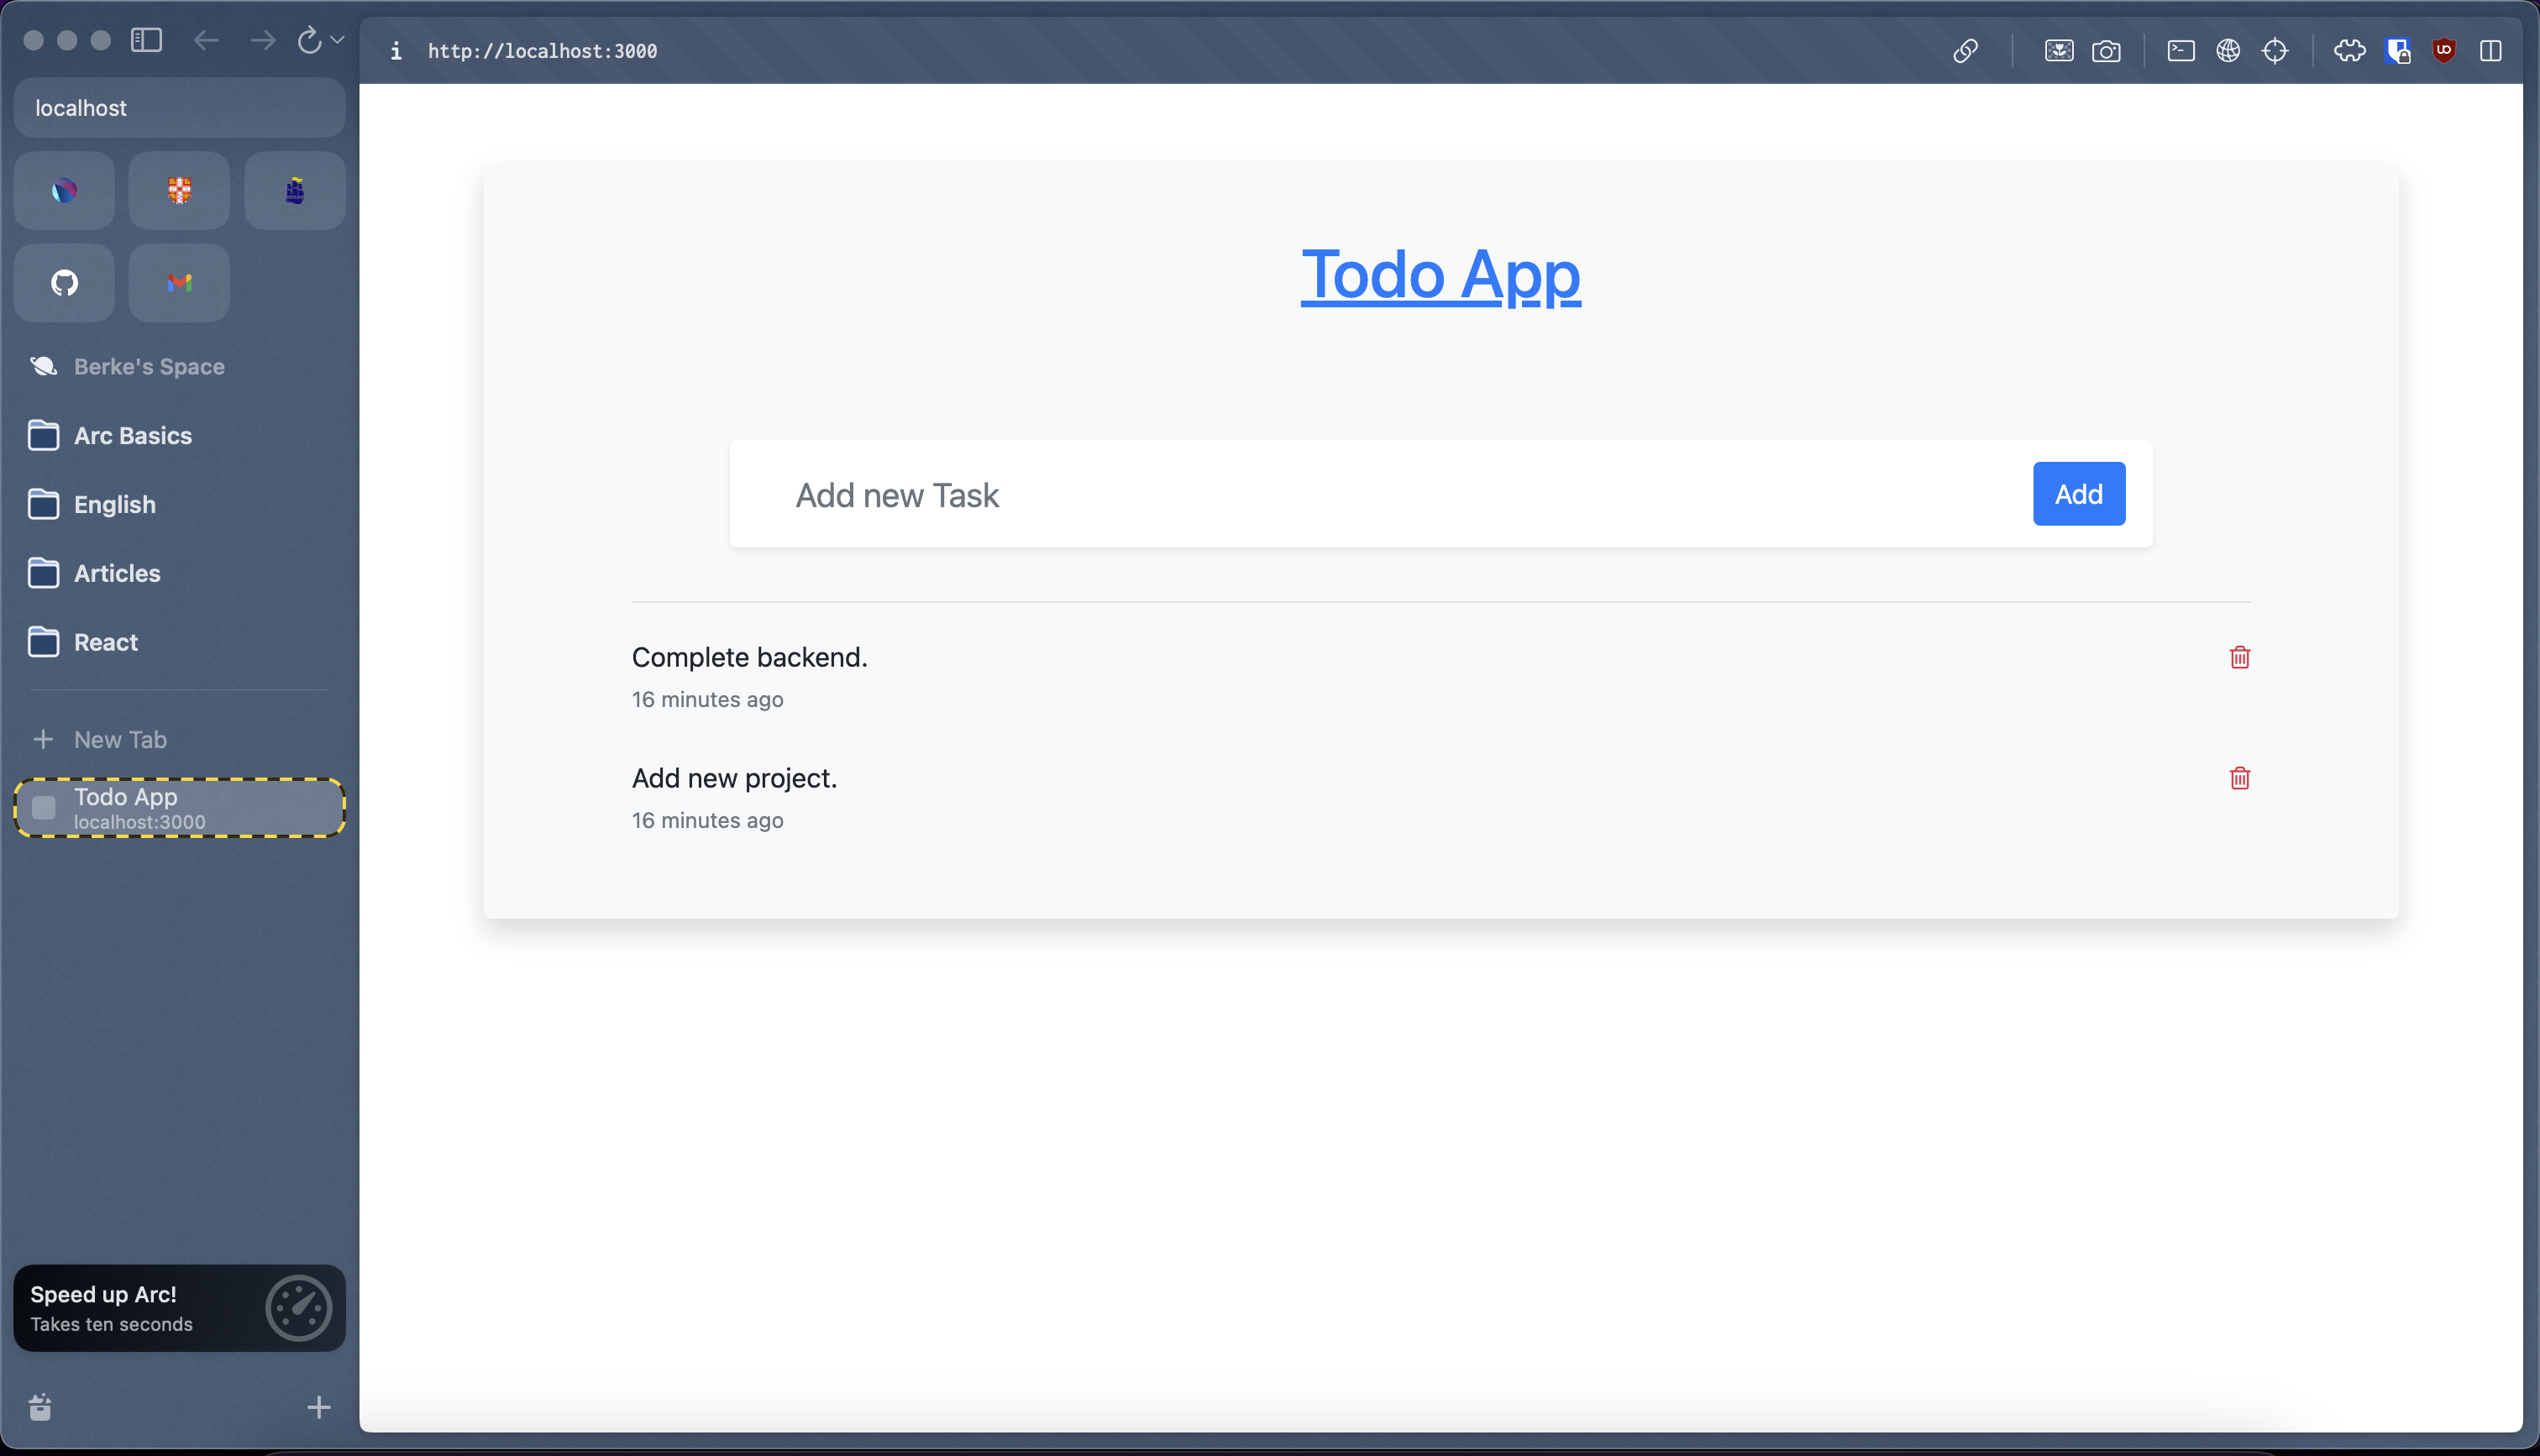 http://localhost:3000
localhost
Berke's Space
Arc Basics
English
Articles
React
New Tab
Todo App
localhost:3000
Speed up Arc!
Takes ten seconds
Todo App
Add new Task
Add
Complete backend.
16 minutes ago
Add new project.
16 minutes ago